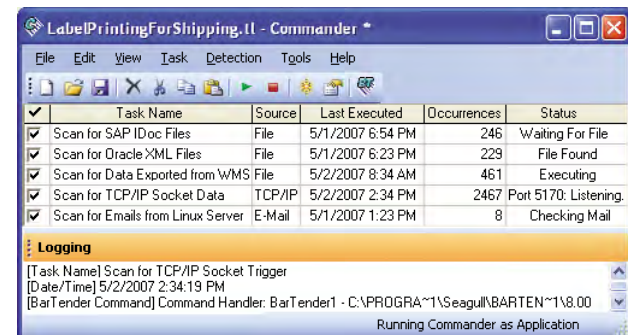 LabelPrintingForShipping.tl - Commander *
File Edit View Task Detection Tools Help
Task Name Source Last Executed Occurrences Status
Scan for SAP IDoc Files File 5/1/2007 6:54 PM 246 Waiting For File
Scan for Oracle XML Files File 5/1/2007 6:23 PM 229 File Found
Scan for Data Exported from WMS File 5/2/2007 8:34 AM 461 Executing
Scan for TCP/IP Socket Data TCP/IP 5/2/2007 2:34 PM 2467 Port 5170: Listening.
Scan for Emails from Linux Server E-Mail 5/1/2007 1:23 PM 8 Checking Mail
Logging
[Task Name] Scan for TCP/IP Socket Trigger
[Date/Time] 5/2/2007 2:34:19 PM
[BarTender Command] Command Handler: BarTender1 - C:\PROGRA~1\Seagull\BARTEN~1\8.00
Running Commander as Application